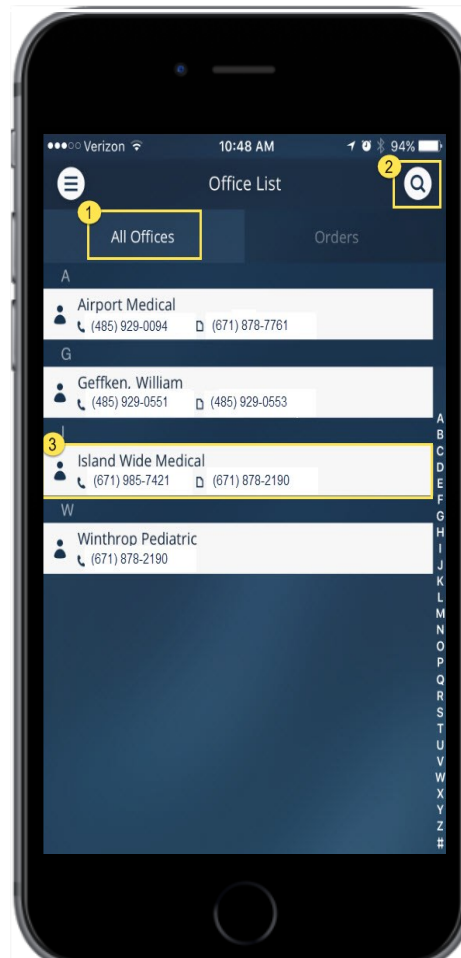 Verizon 10:48 AM 94%
2
Office List
1
All Offices Orders
A
Airport Medical
(485) 929-0094 (671) 878-7761
G
Geffken, William
(485) 929-0551 (485) 929-0553
I
3
Island Wide Medical
(671) 985-7421 (671) 878-2190
W
Winthrop Pediatric
(671) 878-2190
A
B
C
D
E
F
G
H
I
J
K
L
M
N
O
P
Q
R
S
T
U
V
W
X
Y
Z
#